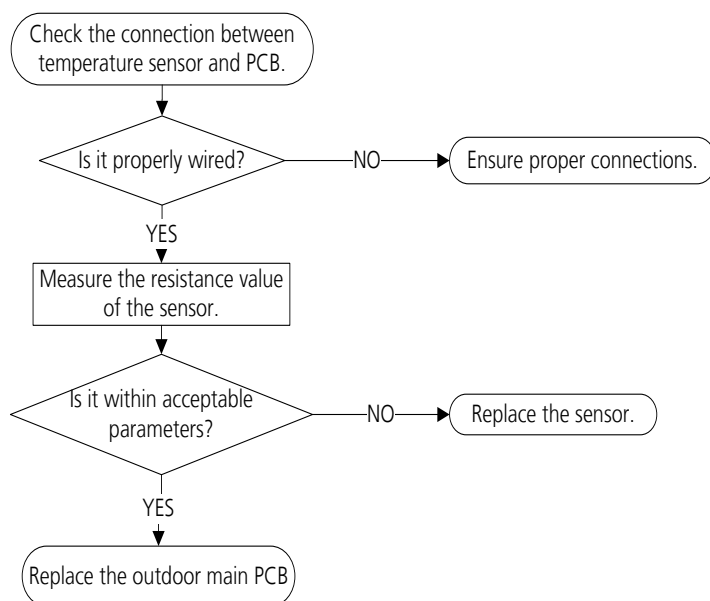 Check the connection between
temperature sensor and PCB.
Is it properly wired?
NO
Ensure proper connections.
YES
Measure the resistance value
of the sensor.
Is it within acceptable
parameters?
NO
Replace the sensor.
YES
Replace the outdoor main PCB